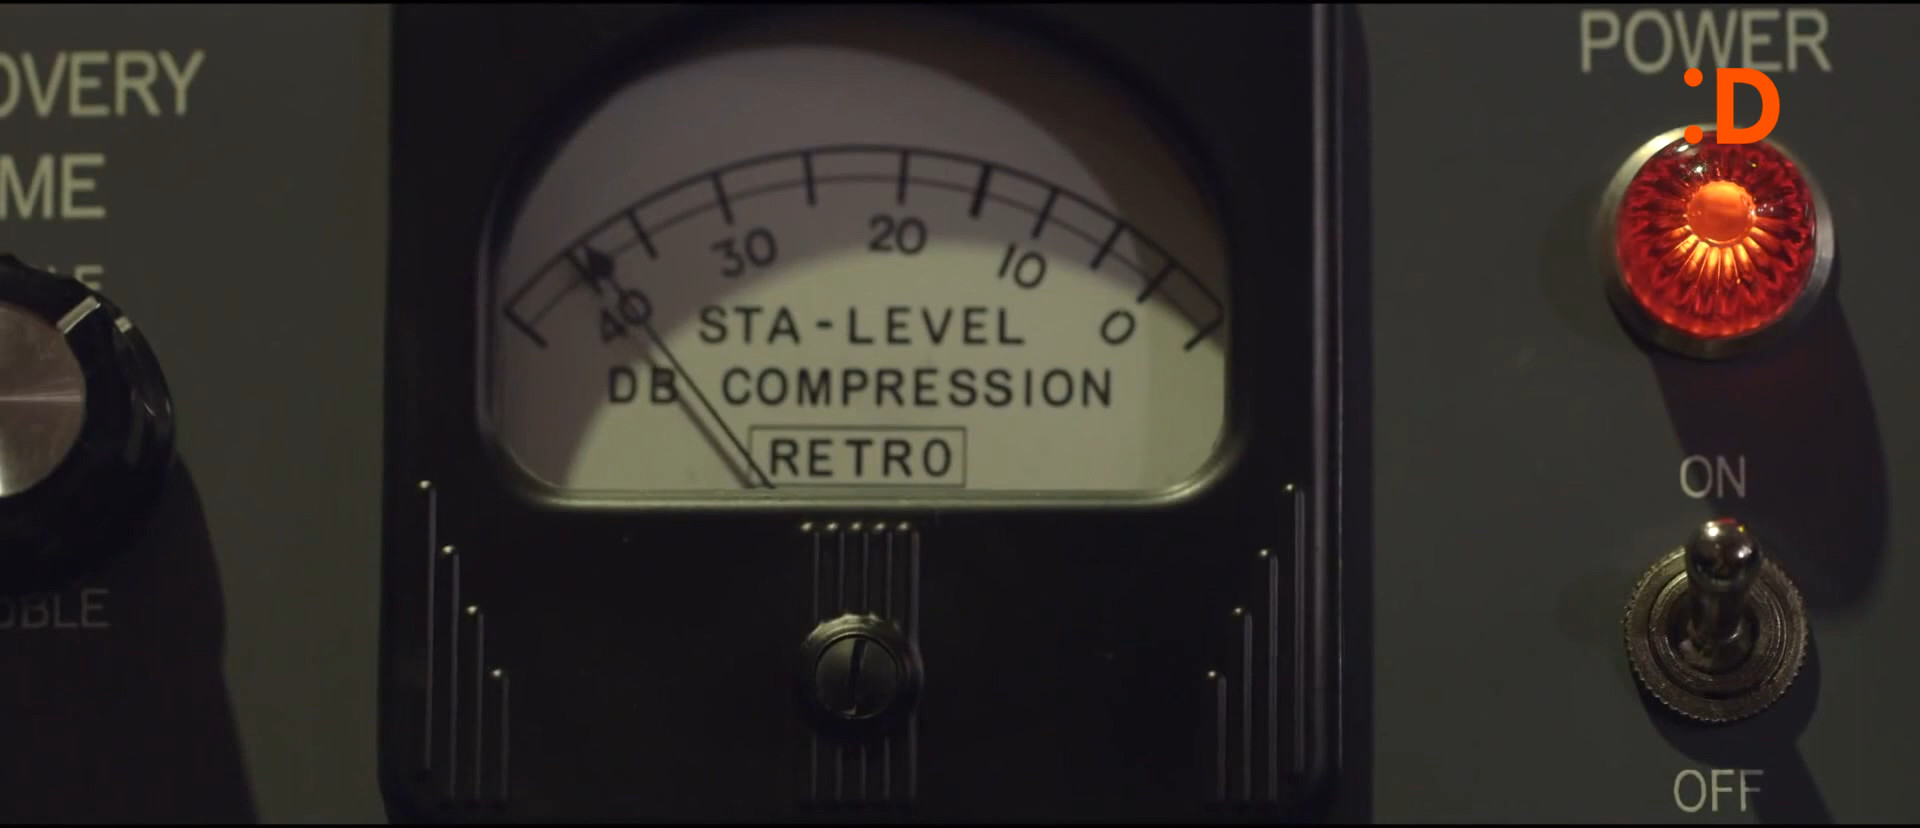 OVERY
ME
POWER
:D
30 20 10
40 0
STA-LEVEL
DB COMPRESSION
RETRO
ON
OFF